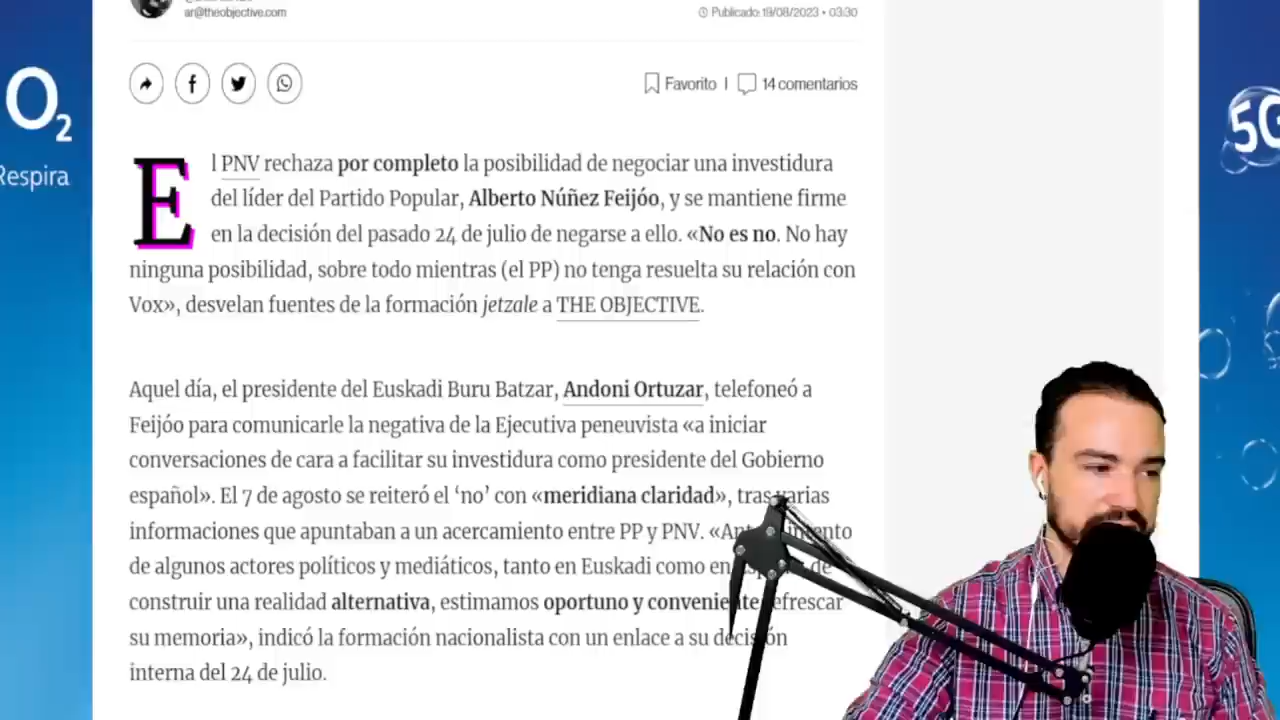 ar@theobjective.com
Publicado: 19/08/2023 • 03:30
O2
Respira
5G
Favorito | 14 comentarios
El PNV rechaza por completo la posibilidad de negociar una investidura
del líder del Partido Popular, Alberto Núñez Feijóo, y se mantiene firme
en la decisión del pasado 24 de julio de negarse a ello. «No es no. No hay
ninguna posibilidad, sobre todo mientras (el PP) no tenga resuelta su relación con
Vox», desvelan fuentes de la formación jetzale a THE OBJECTIVE.
Aquel día, el presidente del Euskadi Buru Batzar, Andoni Ortuzar, telefoneó a
Feijóo para comunicarle la negativa de la Ejecutiva peneuvista «a iniciar
conversaciones de cara a facilitar su investidura como presidente del Gobierno
español». El 7 de agosto se reiteró el ‘no’ con «meridiana claridad», tras varias
informaciones que apuntaban a un acercamiento entre PP y PNV.
de algunos actores políticos y mediáticos, tanto en Euskadi como en de
construir una realidad alternativa, estimamos oportuno y conveniente refrescar
su memoria», indicó la formación nacionalista con un enlace a su decisión
interna del 24 de julio.